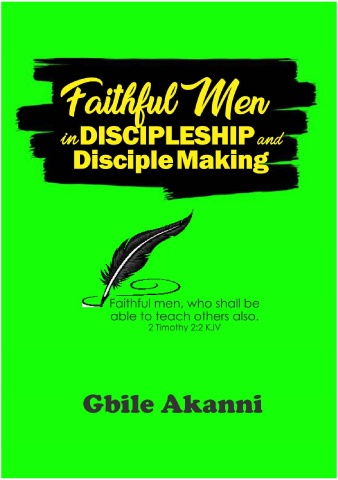 Faithful Men
in DISCIPLESHIP and
Disciple Making
Faithful men, who shall be
able to teach others also.
2 Timothy 2:2 KJV
Gbile Akanni